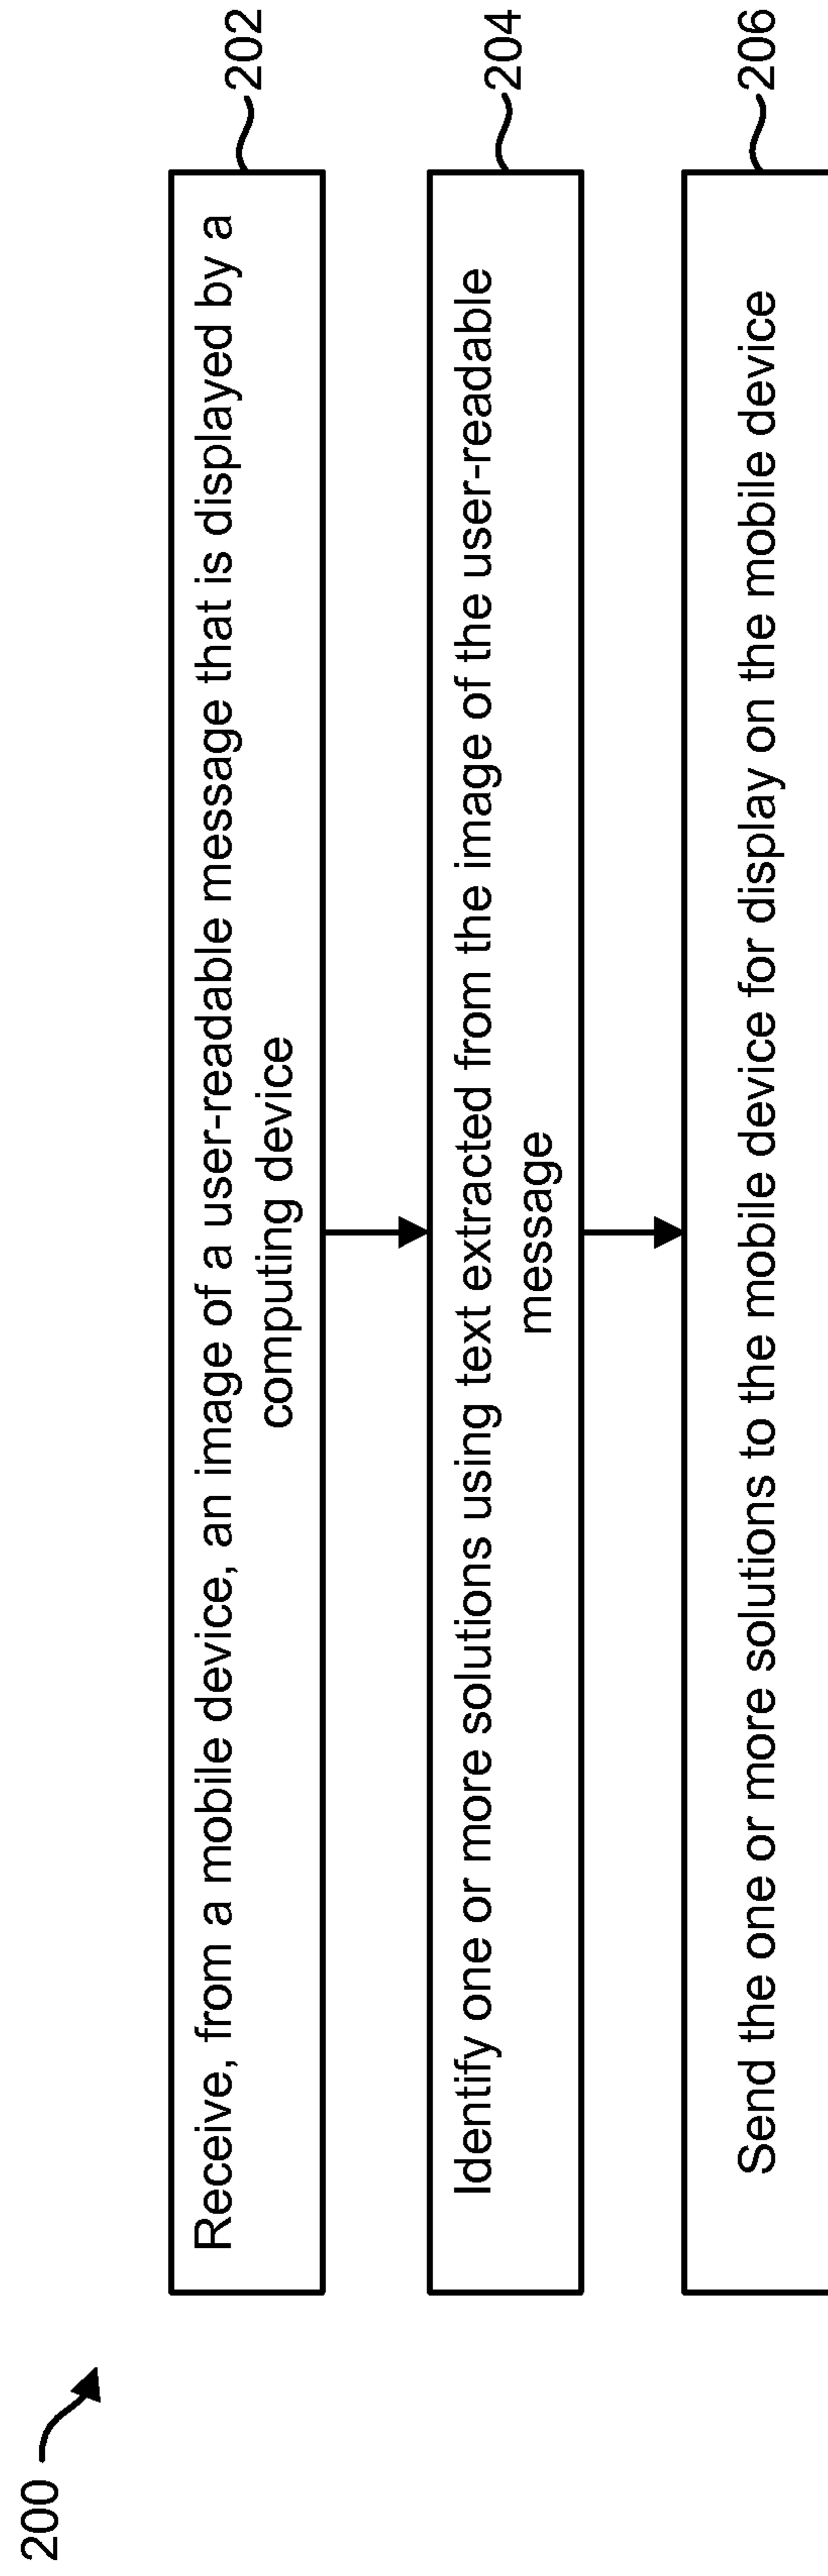 200
Receive, from a mobile device, an image of a user-readable message that is displayed by a
computing device
202
Identify one or more solutions using text extracted from the image of the user-readable
message
204
Send the one or more solutions to the mobile device for display on the mobile device
206